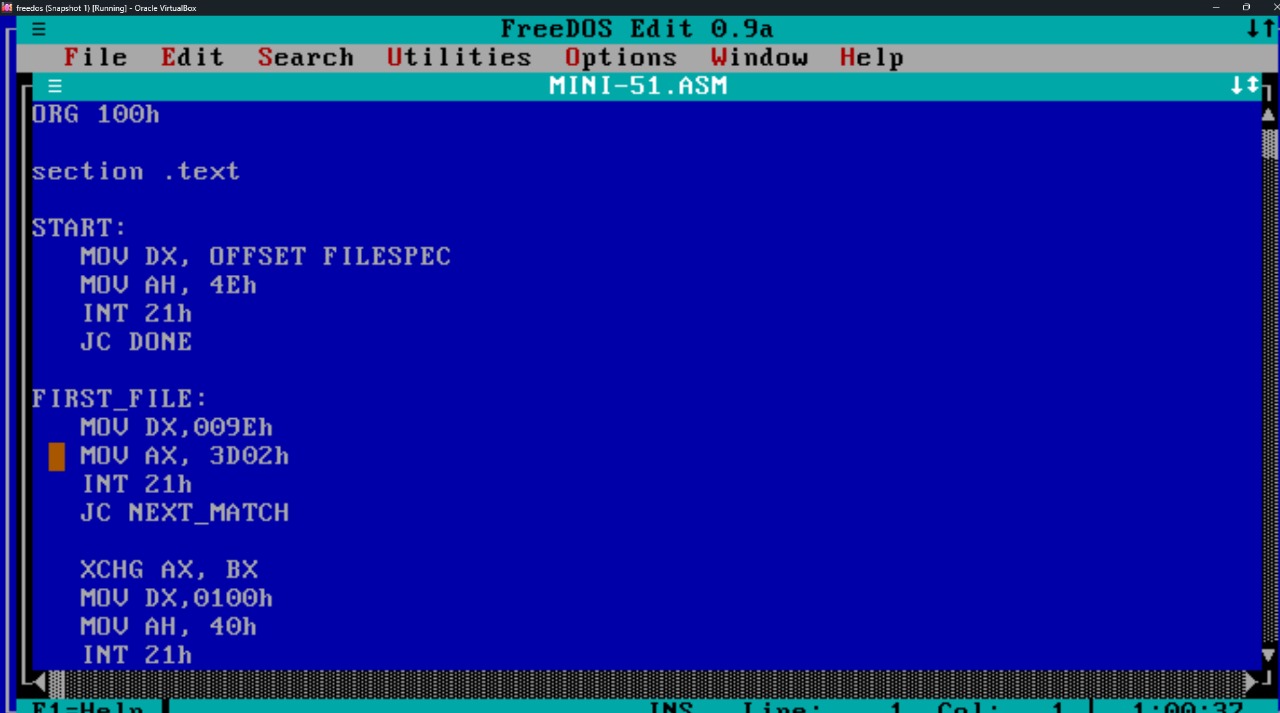 freedos (Snapshot 1) [Running] - Oracle VirtualBox
FreeDOS Edit 0.9a
File Edit Search Utilities Options Window Help
MINI-51.ASM
ORG 100h
section .text
START:
MOV DX, OFFSET FILESPEC
MOV AH, 4Eh
INT 21h
JC DONE
FIRST_FILE:
MOV DX,009Eh
MOV AX, 3D02h
INT 21h
JC NEXT_MATCH
XCHG AX, BX
MOV DX,0100h
MOV AH, 40h
INT 21h
F1=Help INS Line: 1 Col: 1 1:00:37